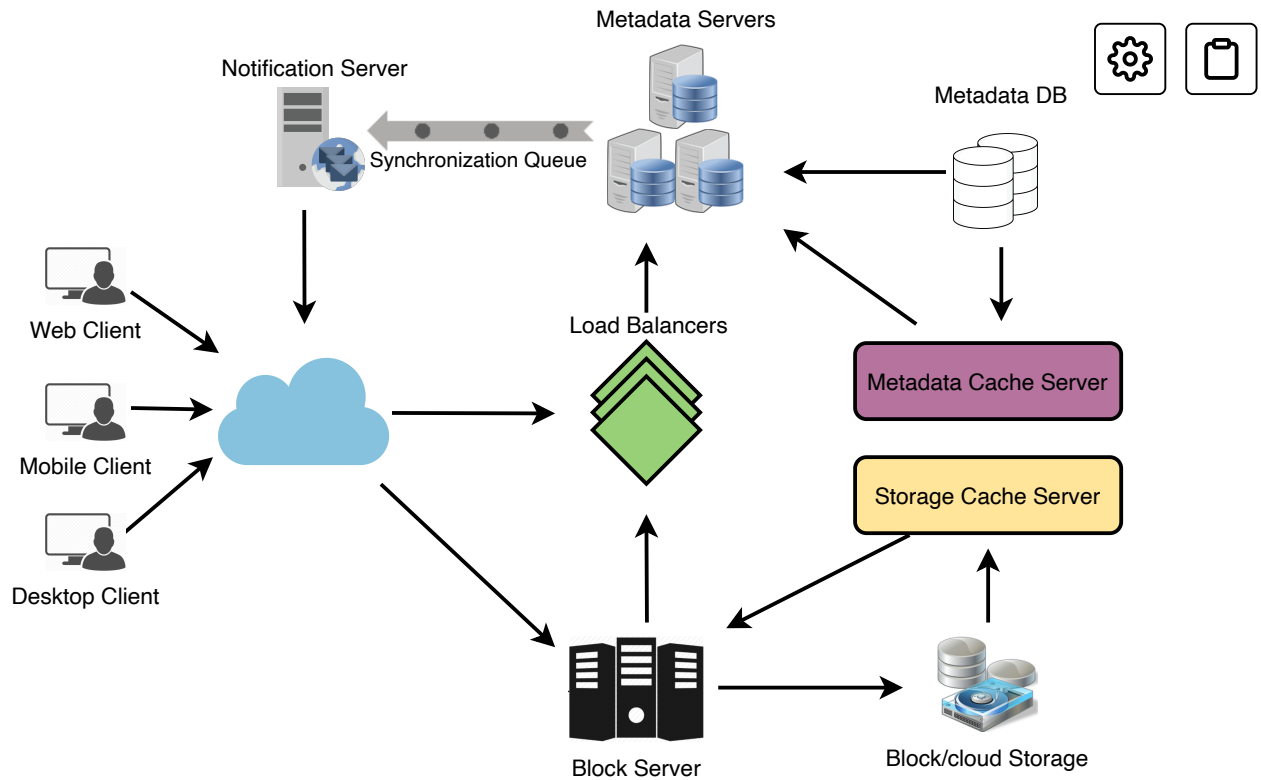 Metadata Servers
Notification Server
Metadata DB
Synchronization Queue
Web Client
Load Balancers
Metadata Cache Server
Mobile Client
Storage Cache Server
Desktop Client
Block/cloud Storage
Block Server